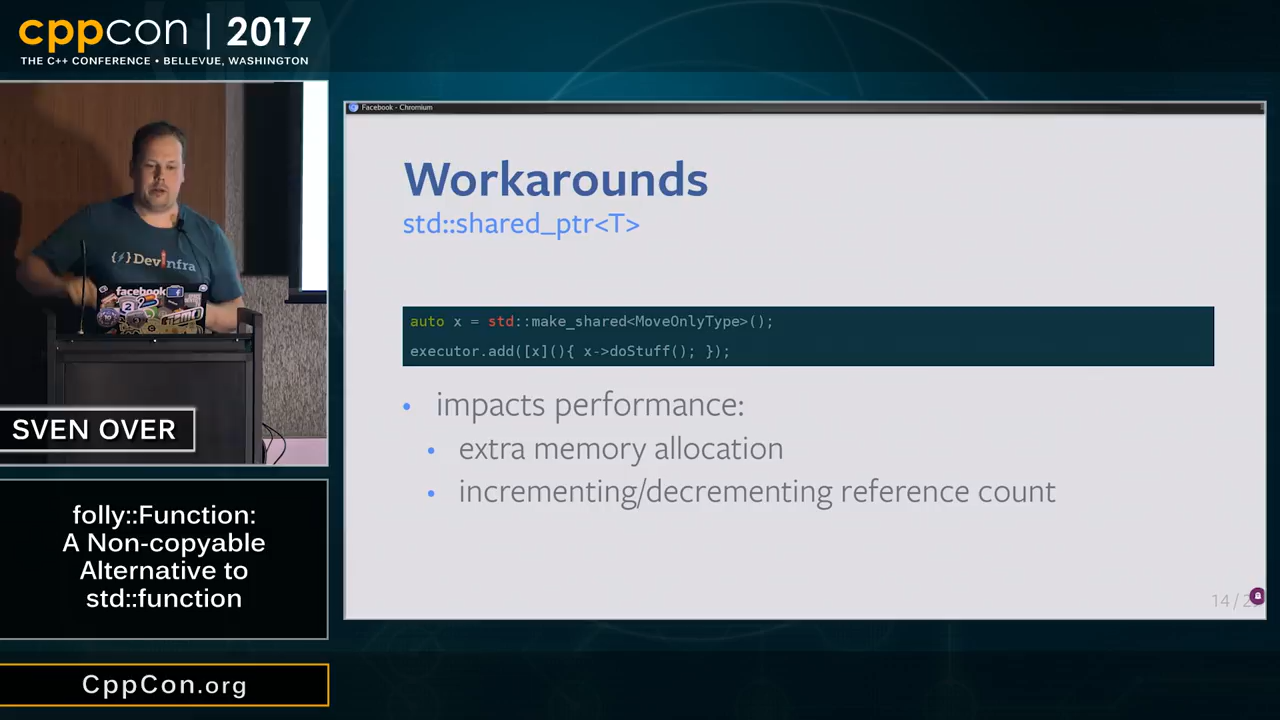 cppcon | 2017
THE C++ CONFERENCE • BELLEVUE, WASHINGTON
{⚡}DevInfra
facebook
SVEN OVER
folly::Function:
A Non-copyable
Alternative to
std::function
CppCon.org
Facebook - Chromium
Workarounds
std::shared_ptr<T>
auto x = std::make_shared<MoveOnlyType>();
executor.add([x](){ x->doStuff(); });
• impacts performance:
• extra memory allocation
• incrementing/decrementing reference count
14 / 2